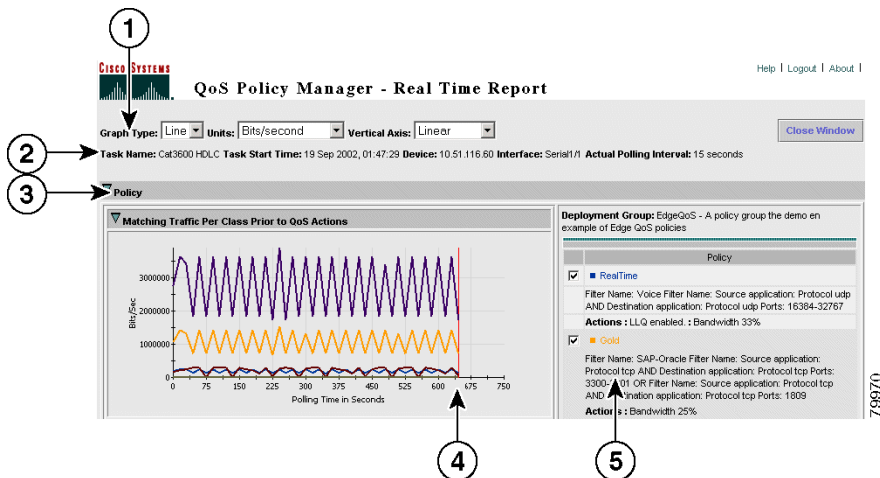 1
CISCO SYSTEMS
QoS Policy Manager - Real Time Report
Help | Logout | About |
Graph Type: Line Units: Bits/second Vertical Axis: Linear
Close Window
2
Task Name: Cat3600 HDLC Task Start Time: 19 Sep 2002, 01:47:29 Device: 10.51.116.60 Interface: Serial1/1 Actual Polling Interval: 15 seconds
3
Policy
Matching Traffic Per Class Prior to QoS Actions
Bits/Sec
3000000
2000000
1000000
0
0 75 150 225 300 375 450 525 600 675 750
Polling Time in Seconds
Deployment Group: EdgeQoS - A policy group the demo en
example of Edge QoS policies
Policy
RealTime
Filter Name: Voice Filter Name: Source application: Protocol udp
AND Destination application: Protocol udp Ports: 16384-32767
Actions : LLQ enabled. : Bandwidth 33%
Gold
Filter Name: SAP-Oracle Filter Name: Source application:
Protocol tcp AND Destination application: Protocol tcp Ports:
3300-3301 OR Filter Name: Source application: Protocol tcp
AND Destination application: Protocol tcp Ports: 1809
Actions : Bandwidth 25%
4
5
79970